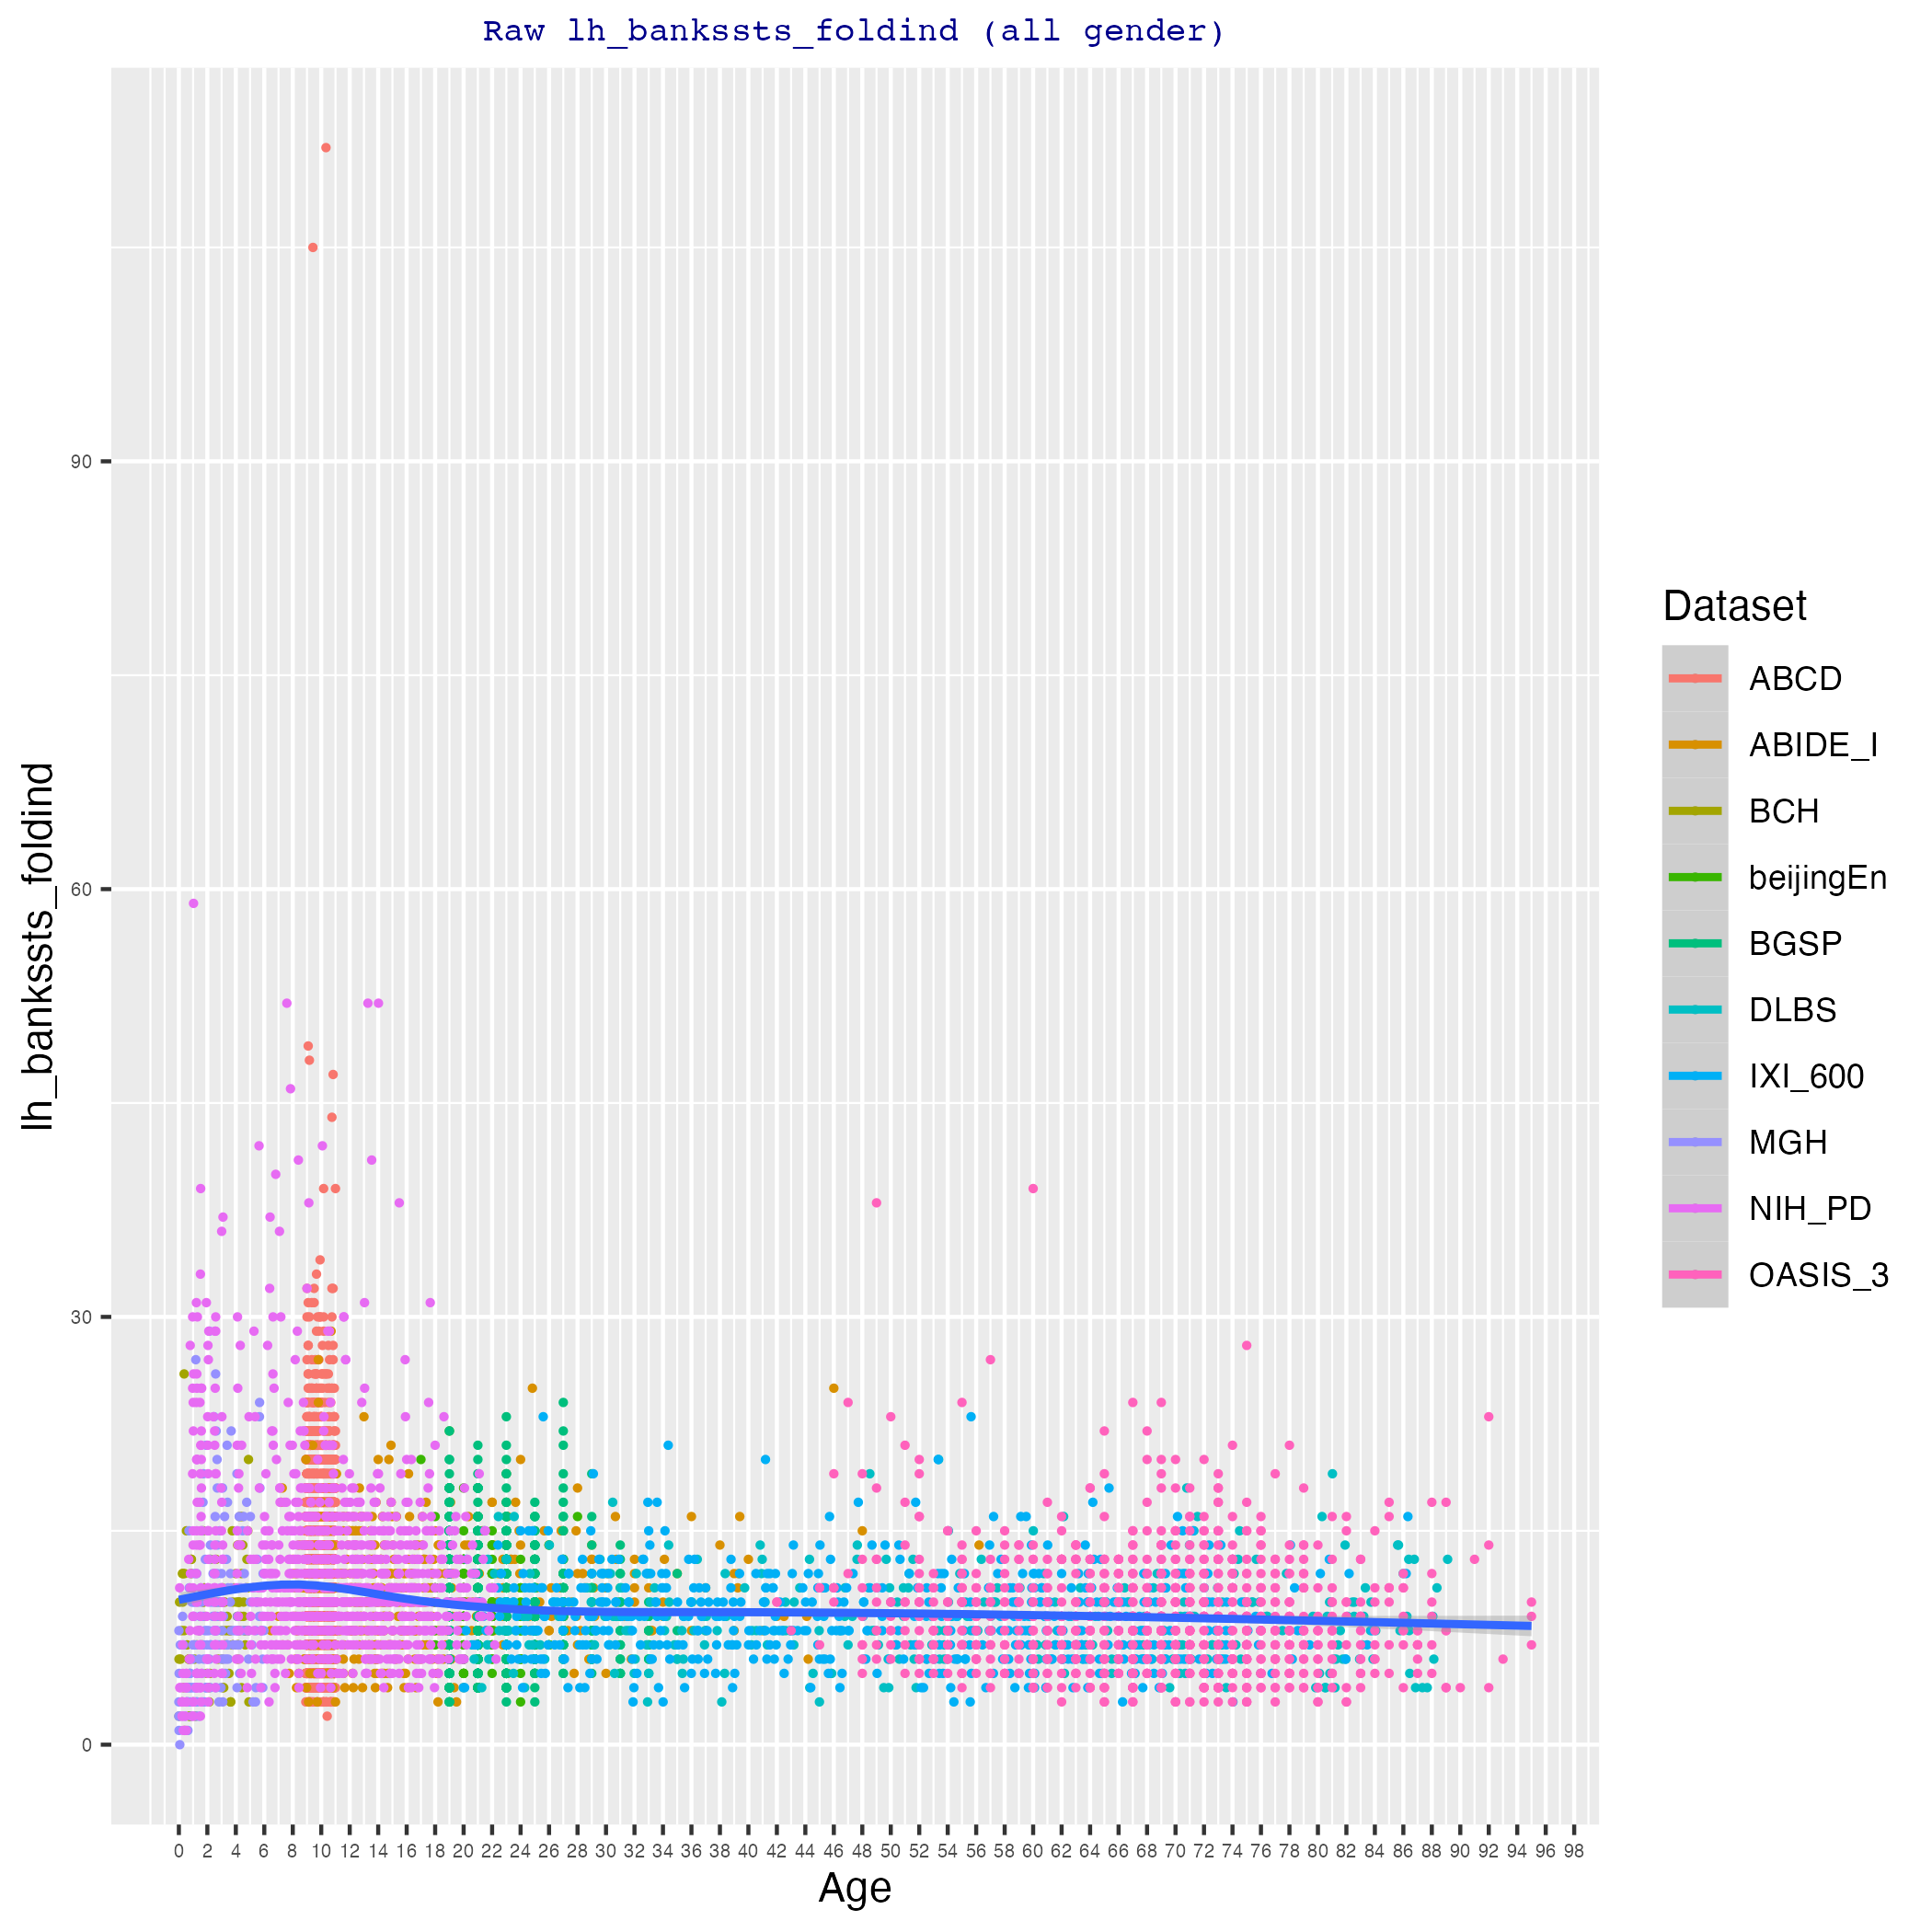 Raw lh_bankssts_foldind (all gender)
lh_bankssts_foldind
90
60
30
0
0 2 4 6 8 10 12 14 16 18 20 22 24 26 28 30 32 34 36 38 40 42 44 46 48 50 52 54 56 58 60 62 64 66 68 70 72 74 76 78 80 82 84 86 88 90 92 94 96 98
Age
Dataset
ABCD
ABIDE_I
BCH
beijingEn
BGSP
DLBS
IXI_600
MGH
NIH_PD
OASIS_3